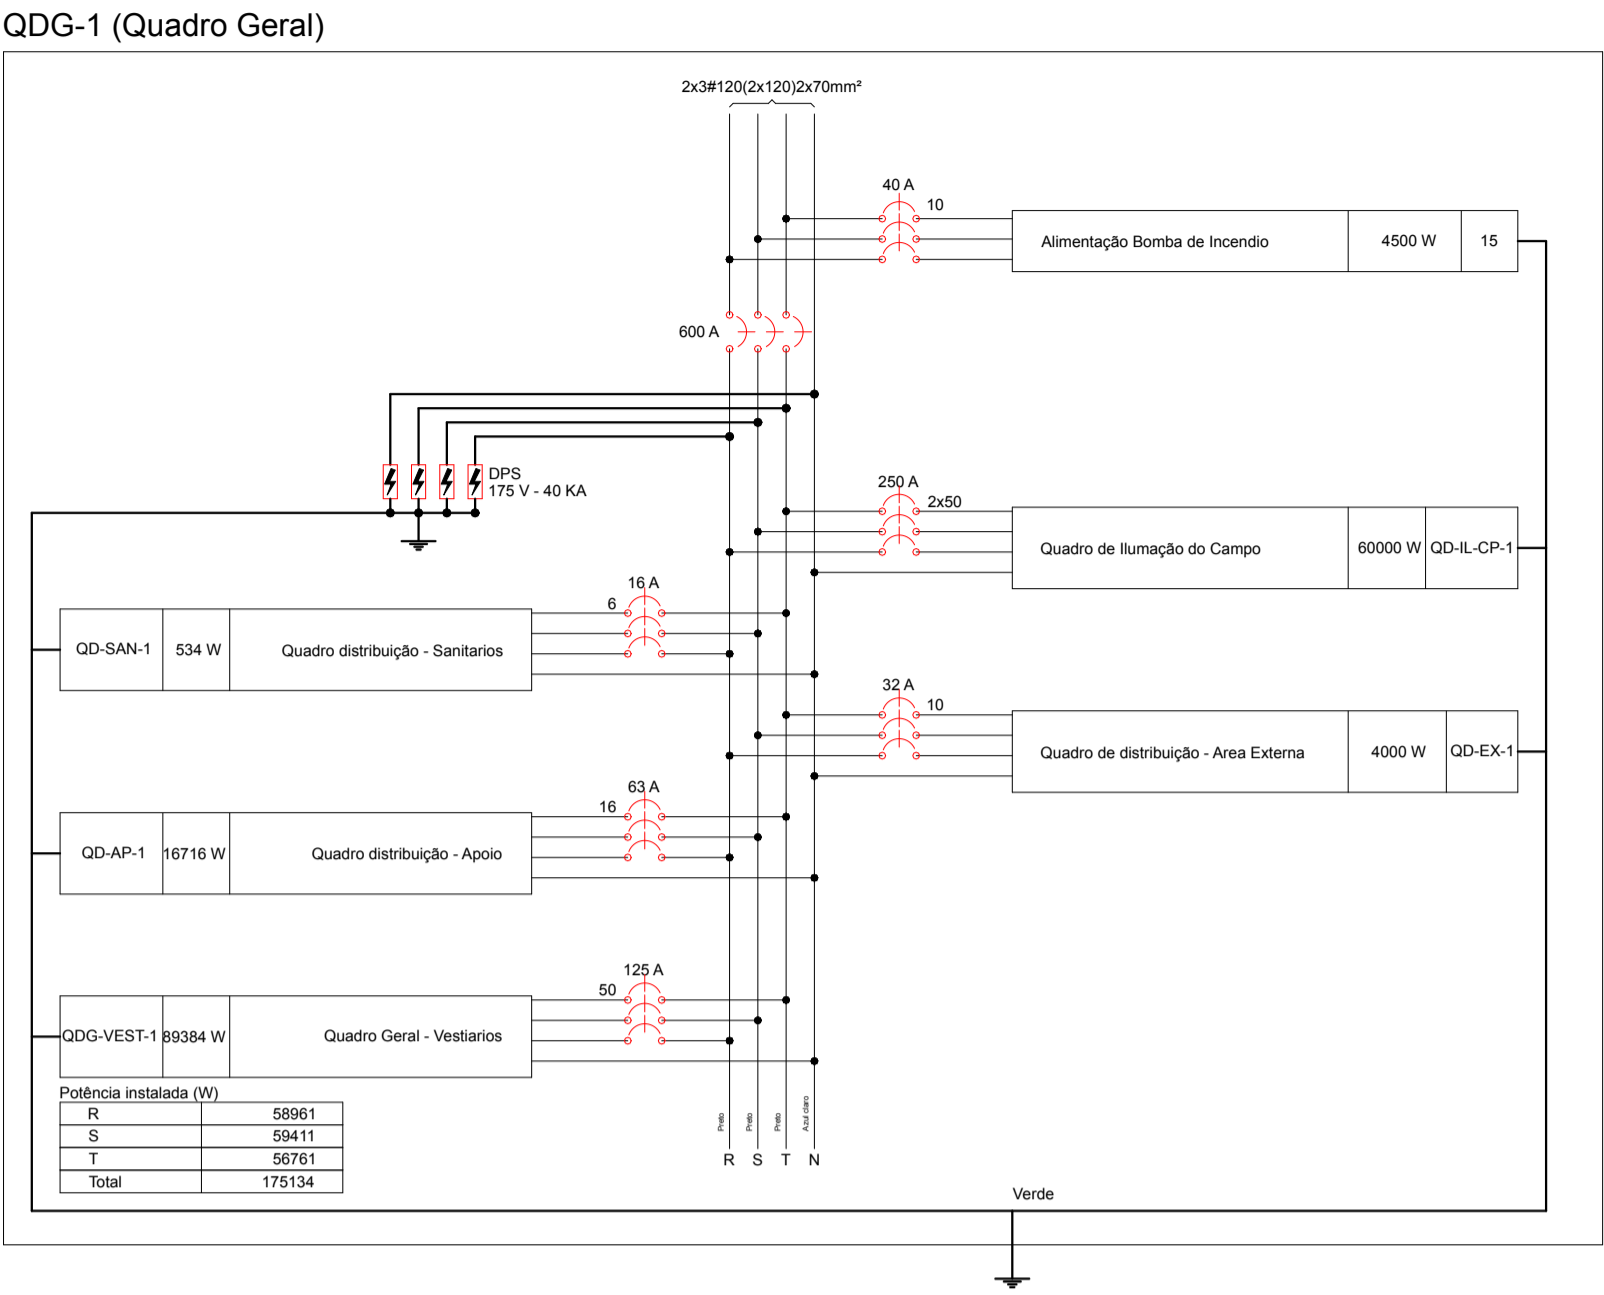 QDG-1 (Quadro Geral)
2x3#120(2x120)2x70mm²
40 A
10
Alimentação Bomba de Incendio 4500 W 15
600 A
DPS
175 V - 40 KA
250 A
2x50
Quadro de Ilumação do Campo 60000 W QD-IL-CP-1
16 A
6
QD-SAN-1 534 W Quadro distribuição - Sanitarios
32 A
10
Quadro de distribuição - Area Externa 4000 W QD-EX-1
63 A
16
QD-AP-1 16716 W Quadro distribuição - Apoio
125 A
50
QDG-VEST-1 89384 W Quadro Geral - Vestiarios
Potência instalada (W)
R 58961
S 59411
T 56761
Total 175134
Preto Preto Preto Azul claro
R S T N
Verde